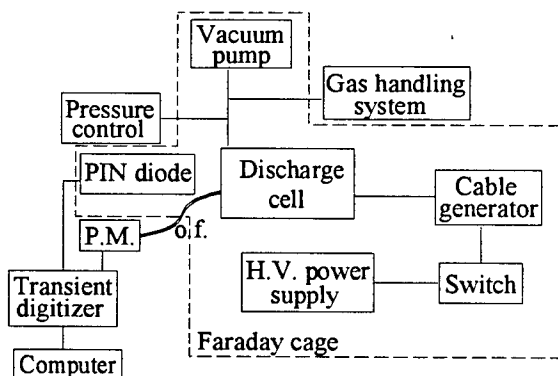 Vacuum
pump
Gas handling
system
Pressure
control
PIN diode
Discharge
cell
Cable
generator
P.M.
o.f.
H.V. power
supply
Switch
Transient
digitizer
Faraday cage
Computer